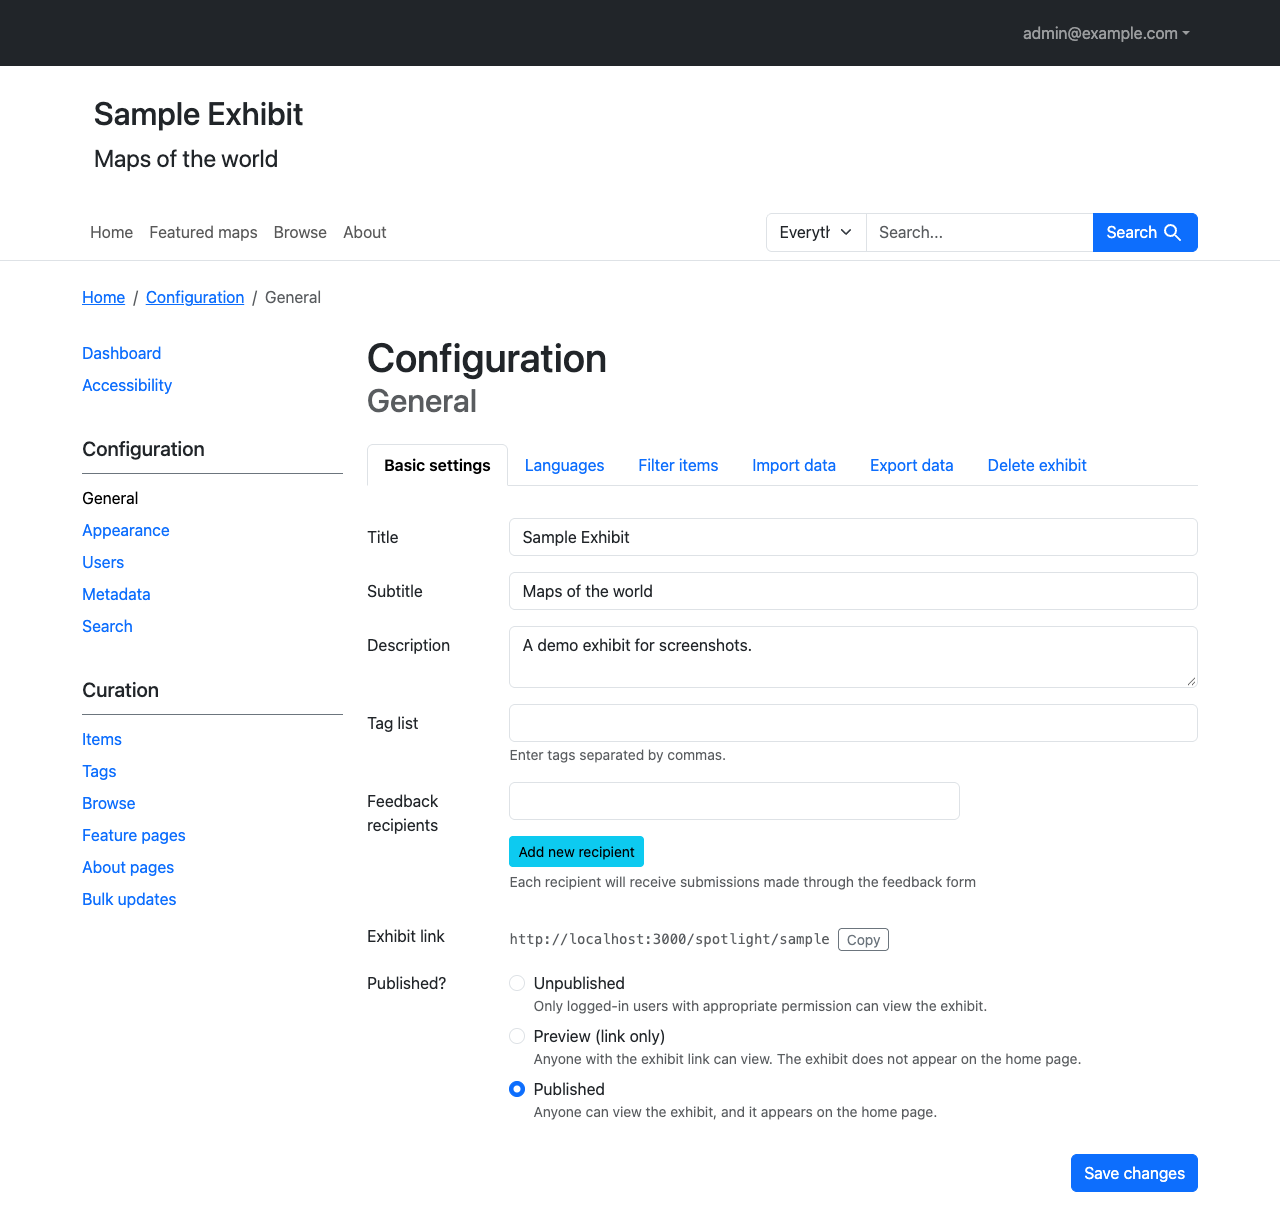 admin@example.com
Sample Exhibit
Maps of the world
Home Featured maps Browse About
Everyth Search... Search
Home / Configuration / General
Dashboard
Accessibility
Configuration
General
Appearance
Users
Metadata
Search
Curation
Items
Tags
Browse
Feature pages
About pages
Bulk updates
Configuration
General
Basic settings Languages Filter items Import data Export data Delete exhibit
Title Sample Exhibit
Subtitle Maps of the world
Description A demo exhibit for screenshots.
Tag list
Enter tags separated by commas.
Feedback
recipients
Add new recipient
Each recipient will receive submissions made through the feedback form
Exhibit link http://localhost:3000/spotlight/sample Copy
Published? Unpublished
Only logged-in users with appropriate permission can view the exhibit.
Preview (link only)
Anyone with the exhibit link can view. The exhibit does not appear on the home page.
Published
Anyone can view the exhibit, and it appears on the home page.
Save changes